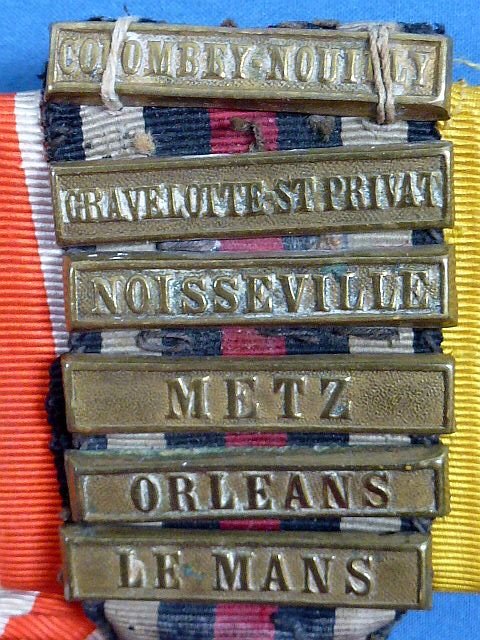 COLOMBEY-NOUILLY
GRAVELOTTE-ST PRIVAT
NOISSEVILLE
METZ
ORLEANS
LE MANS